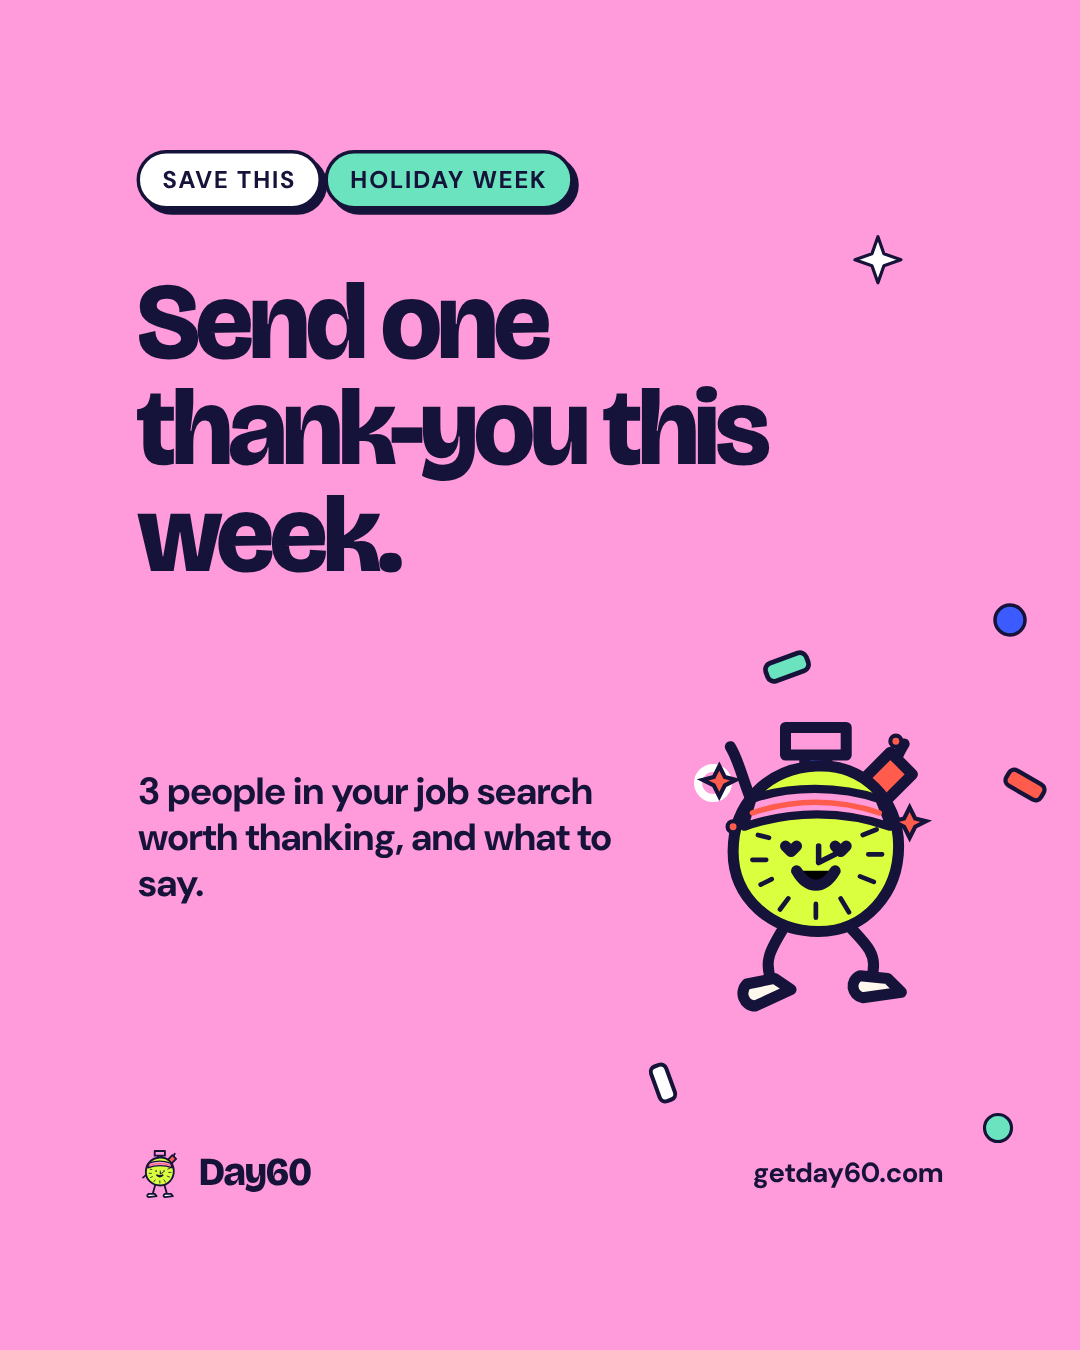 SAVE THIS HOLIDAY WEEK
Send one
thank-you this
week.
3 people in your job search
worth thanking, and what to
say.
Day60 getday60.com